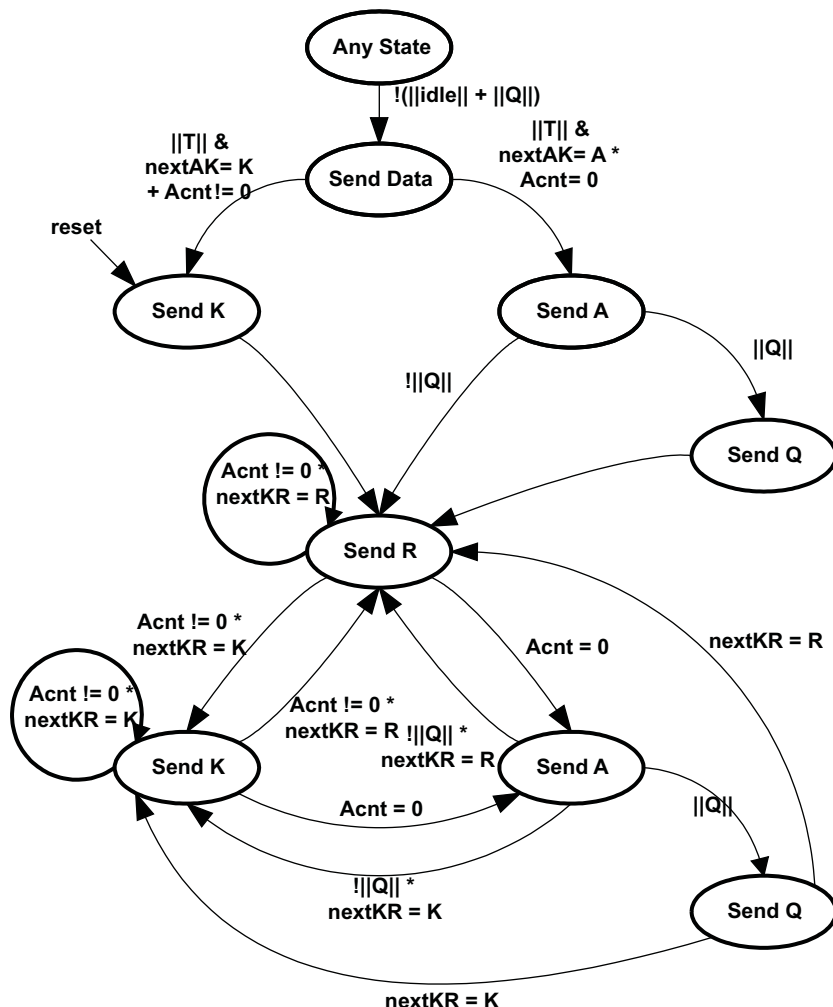 Any State
!(||idle|| + ||Q||)
||T|| &
nextAK= K
+ Acnt != 0
||T|| &
nextAK= A *
Acnt= 0
Send Data
reset
Send K
Send A
||Q||
!||Q||
Send Q
Acnt != 0 *
nextKR = R
Send R
Acnt != 0 *
nextKR = K
Acnt = 0
nextKR = R
Acnt != 0 *
nextKR = K
Acnt != 0 *
nextKR = R
!||Q|| *
nextKR = R
Send K
Send A
Acnt = 0
||Q||
!||Q|| *
nextKR = K
Send Q
nextKR = K